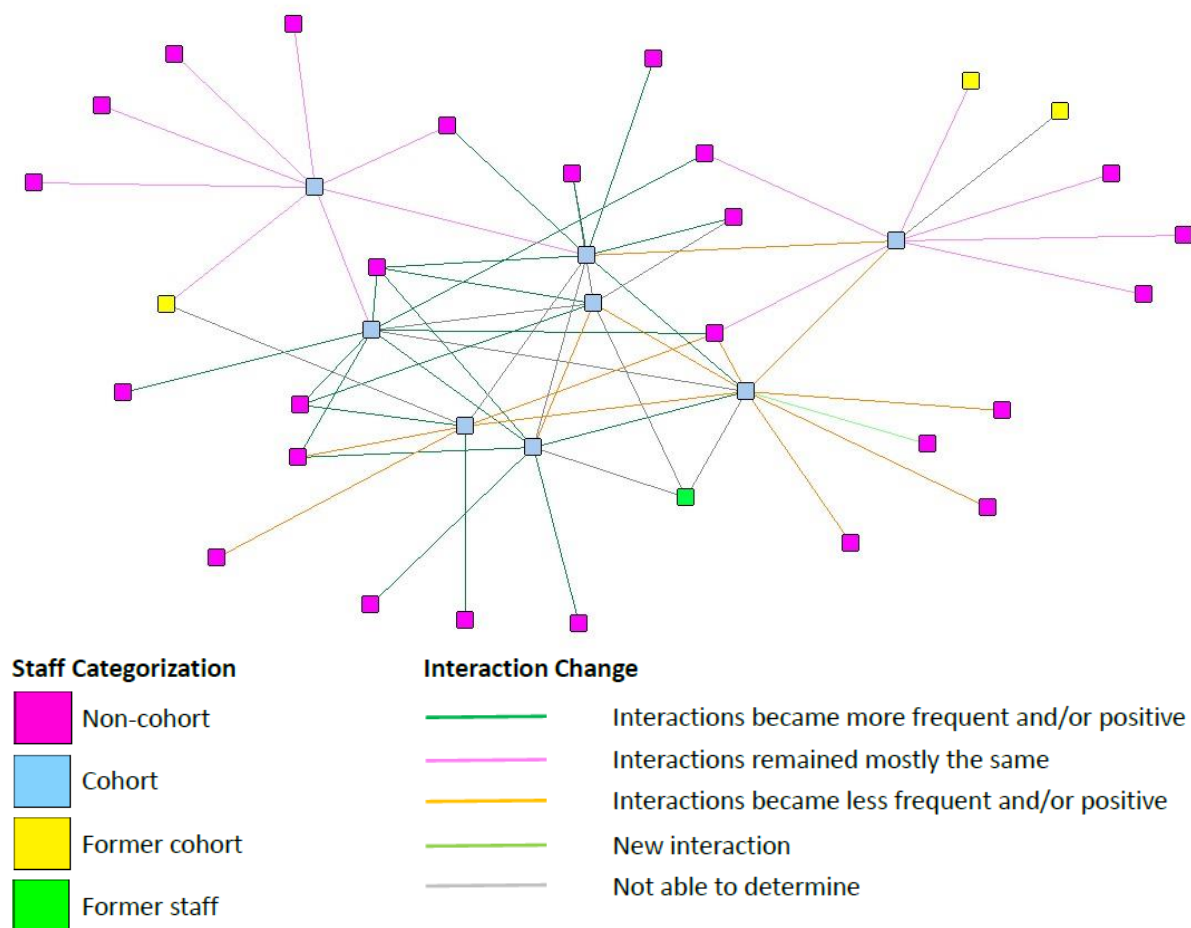 Staff Categorization
Non-cohort
Cohort
Former cohort
Former staff
Interaction Change
Interactions became more frequent and/or positive
Interactions remained mostly the same
Interactions became less frequent and/or positive
New interaction
Not able to determine